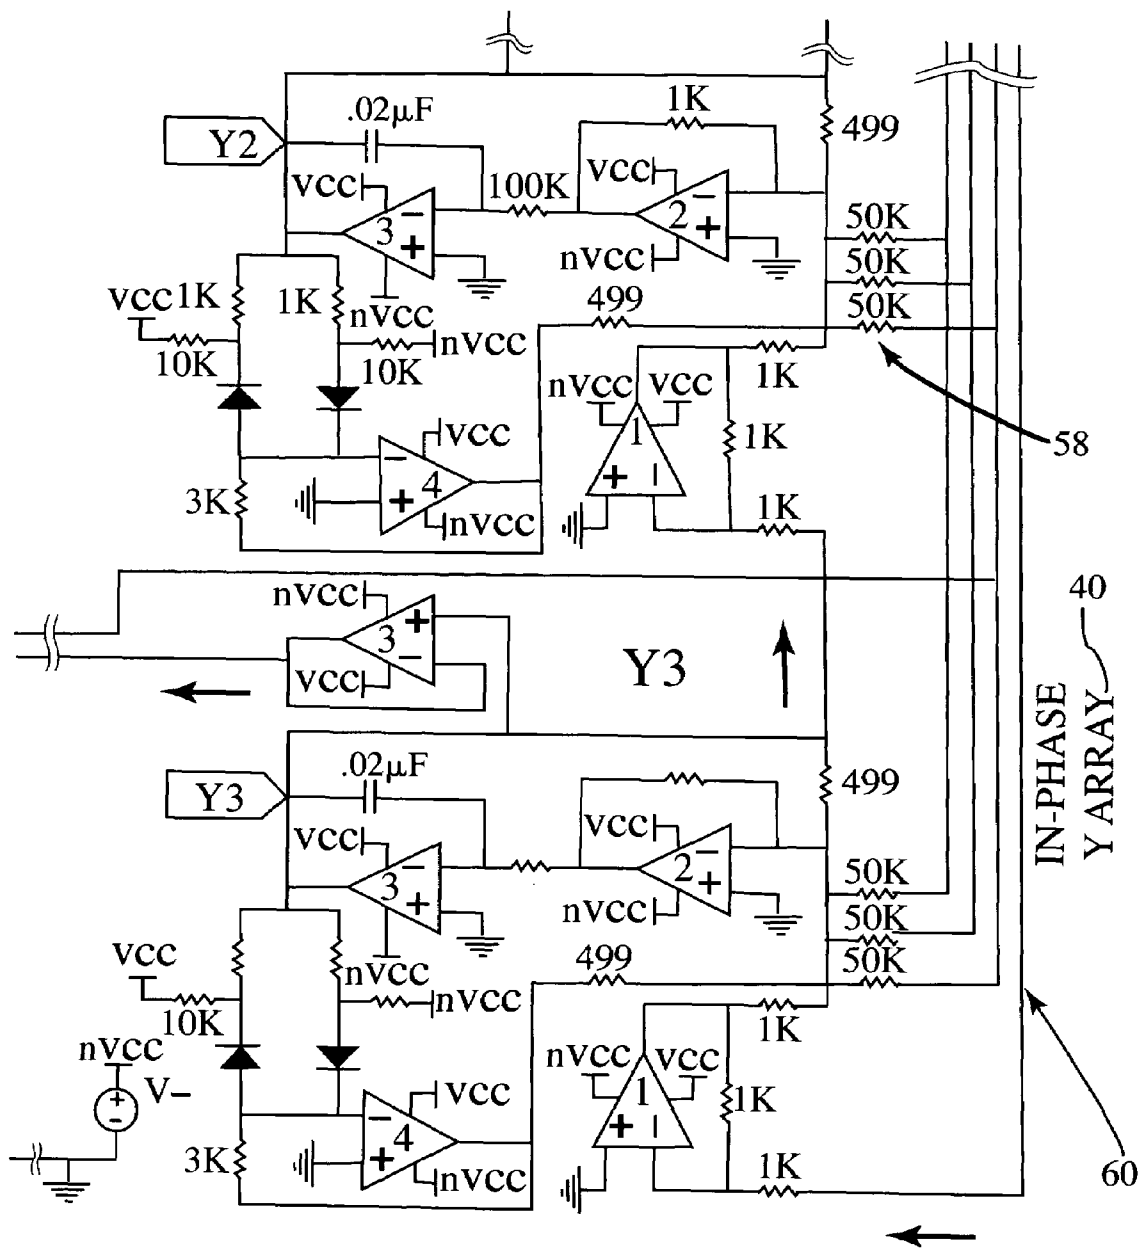 .02µF
1K
Y2
499
VCC
100K
VCC
3
−
+
2
−
+
50K
nVCC
50K
VCC
1K
1K
nVCC
499
50K
nVCC
10K
10K
1K
nVCC
VCC
58
VCC
1
1K
−
4
+
+
−
3K
nVCC
1K
40
nVCC
3
+
−
VCC
Y3
IN-PHASE
Y ARRAY
.02µF
Y3
499
VCC
VCC
3
−
+
2
−
+
50K
nVCC
50K
VCC
nVCC
499
50K
nVCC
10K
1K
nVCC
nVCC
VCC
V−
+
−
VCC
1
1K
−
4
+
+
−
3K
nVCC
1K
60